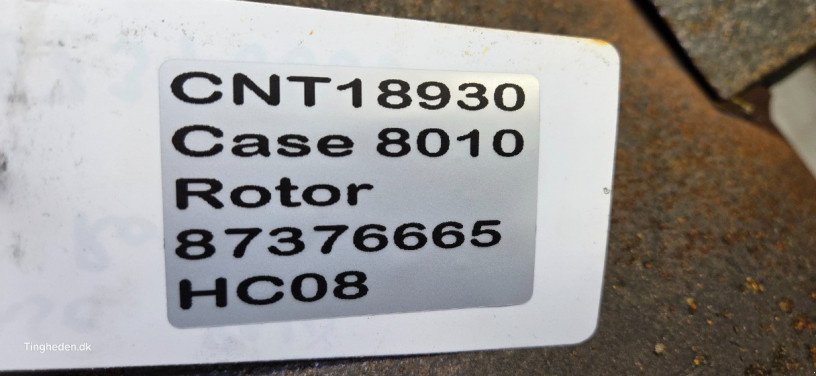 CNT18930
Case 8010
Rotor
87376665
HC08
Tingheden.dk